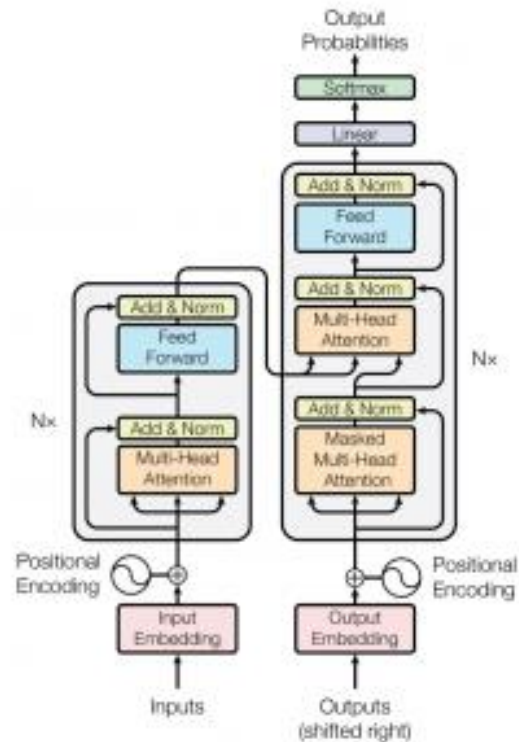 Output
Probabilities
Softmax
Linear
Add & Norm
Feed
Forward
Add & Norm
Multi-Head
Attention
Nx
Add & Norm
Masked
Multi-Head
Attention
Positional
Encoding
Output
Embedding
Outputs
(shifted right)
Add & Norm
Feed
Forward
Nx
Add & Norm
Multi-Head
Attention
Positional
Encoding
Input
Embedding
Inputs